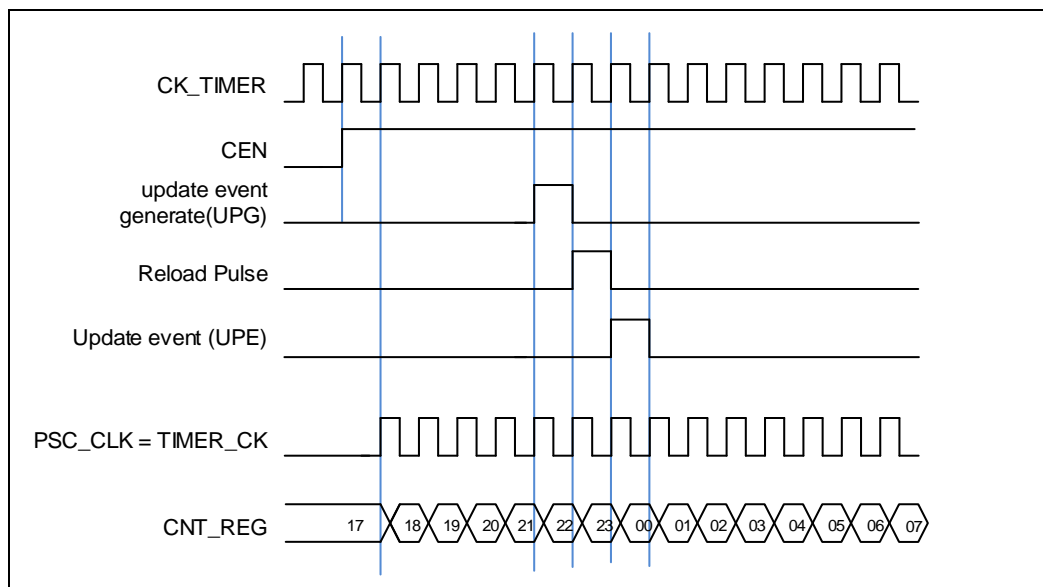 CK_TIMER
CEN
update event
generate(UPG)
Reload Pulse
Update event (UPE)
PSC_CLK = TIMER_CK
CNT_REG 17 18 19 20 21 22 23 00 01 02 03 04 05 06 07